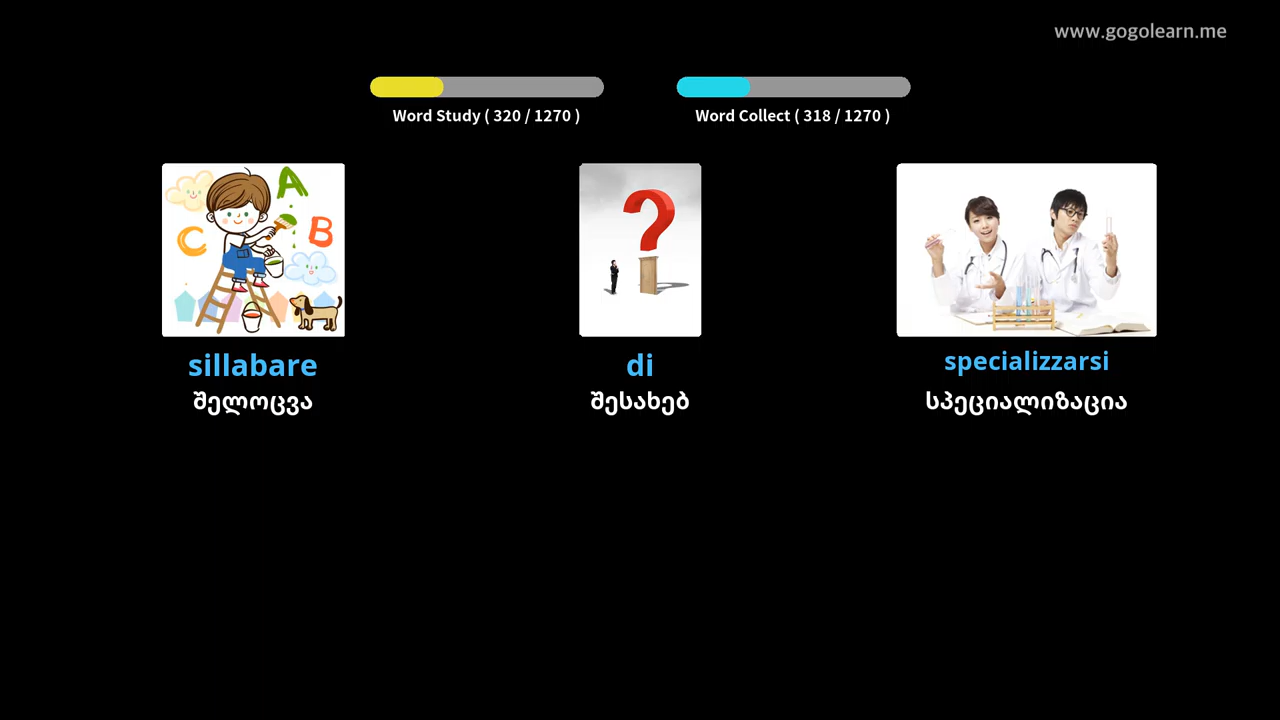 www.gogolearn.me
Word Study ( 320 / 1270 )
Word Collect ( 318 / 1270 )
A
B
C
?
sillabare
di
specializzarsi
შელოცვა
შესახებ
სპეციალიზაცია